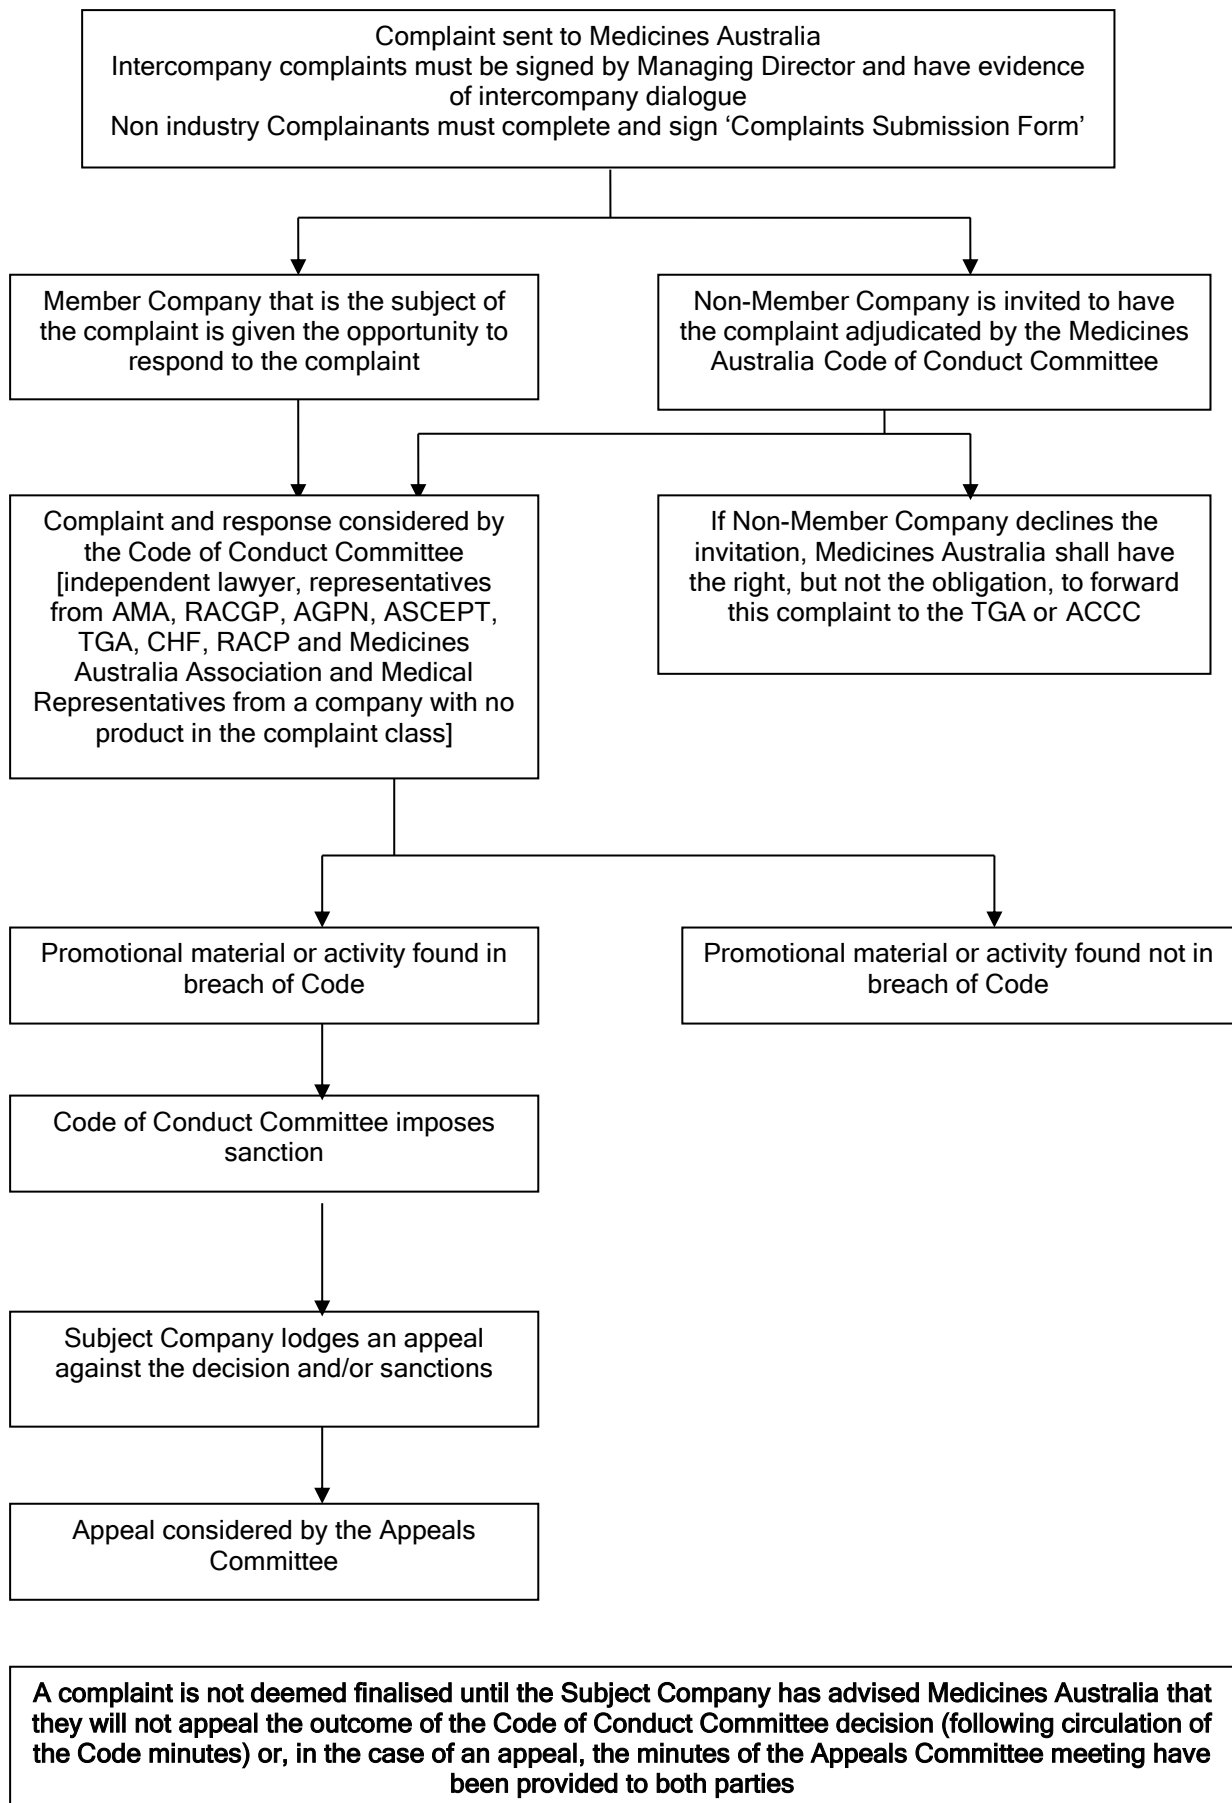 Complaint sent to Medicines Australia
Intercompany complaints must be signed by Managing Director and have evidence
of intercompany dialogue
Non industry Complainants must complete and sign ‘Complaints Submission Form’
Member Company that is the subject of
the complaint is given the opportunity to
respond to the complaint
Non-Member Company is invited to have
the complaint adjudicated by the Medicines
Australia Code of Conduct Committee
Complaint and response considered by
the Code of Conduct Committee
[independent lawyer, representatives
from AMA, RACGP, AGPN, ASCEPT,
TGA, CHF, RACP and Medicines
Australia Association and Medical
Representatives from a company with no
product in the complaint class]
If Non-Member Company declines the
invitation, Medicines Australia shall have
the right, but not the obligation, to forward
this complaint to the TGA or ACCC
Promotional material or activity found in
breach of Code
Promotional material or activity found not in
breach of Code
Code of Conduct Committee imposes
sanction
Subject Company lodges an appeal
against the decision and/or sanctions
Appeal considered by the Appeals
Committee
A complaint is not deemed finalised until the Subject Company has advised Medicines Australia that
they will not appeal the outcome of the Code of Conduct Committee decision (following circulation of
the Code minutes) or, in the case of an appeal, the minutes of the Appeals Committee meeting have
been provided to both parties